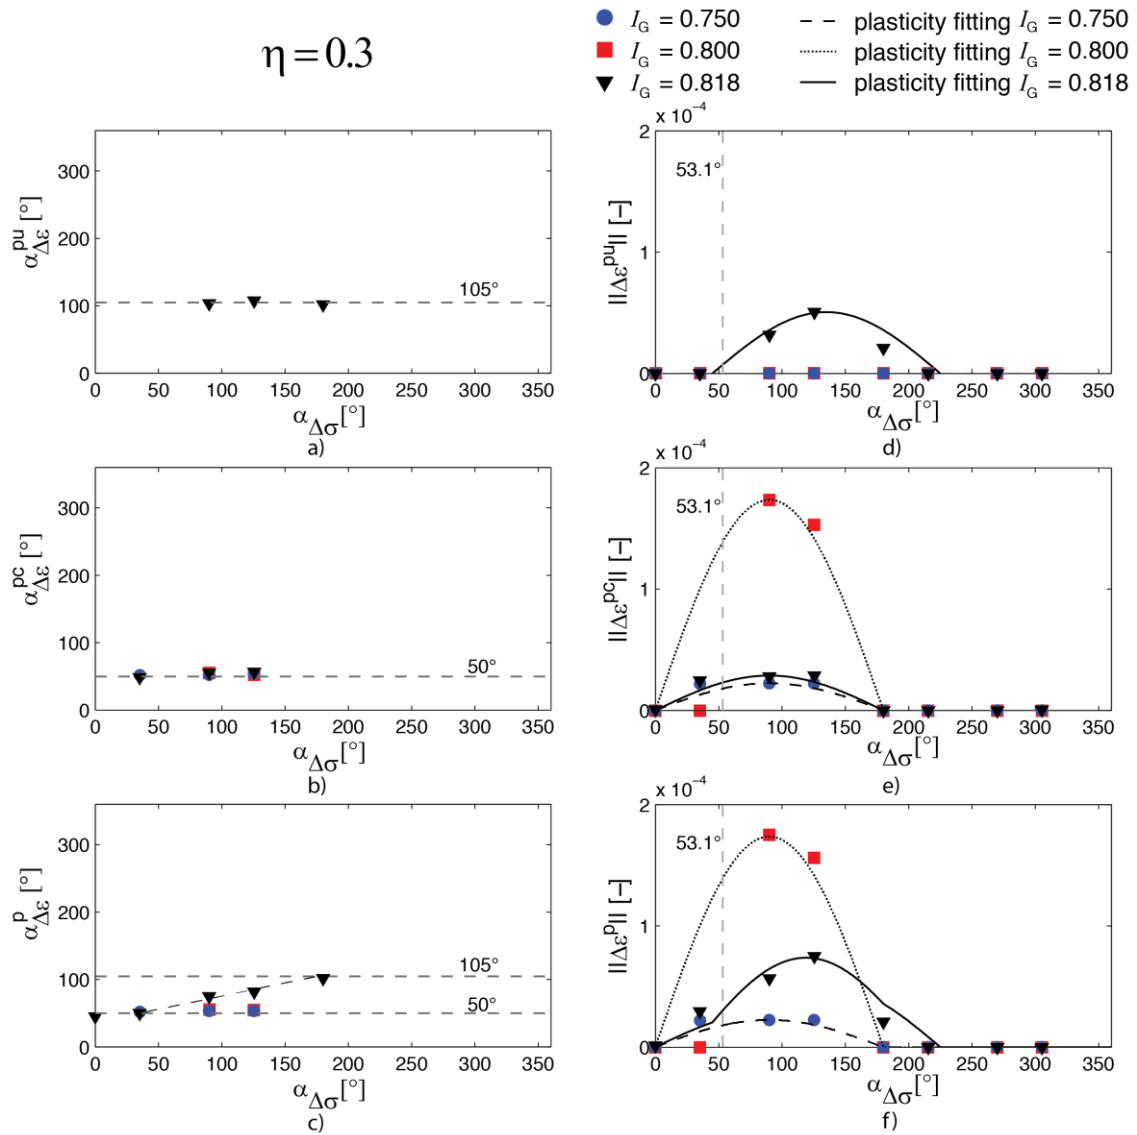 η = 0.3
I_G = 0.750
I_G = 0.800
I_G = 0.818
plasticity fitting I_G = 0.750
plasticity fitting I_G = 0.800
plasticity fitting I_G = 0.818
α^pu_Δε [°]
300
200
100
0
105°
0 50 100 150 200 250 300 350
α_Δσ[°]
a)
x 10⁻⁴
||Δε^pu|| [–]
2
1
0
53.1°
0 50 100 150 200 250 300 350
α_Δσ[°]
d)
α^pc_Δε [°]
300
200
100
0
50°
0 50 100 150 200 250 300 350
α_Δσ[°]
b)
x 10⁻⁴
||Δε^pc|| [–]
2
1
0
53.1°
0 50 100 150 200 250 300 350
α_Δσ[°]
e)
α^p_Δε [°]
300
200
100
0
105°
50°
0 50 100 150 200 250 300 350
α_Δσ[°]
c)
x 10⁻⁴
||Δε^p|| [–]
2
1
0
53.1°
0 50 100 150 200 250 300 350
α_Δσ[°]
f)